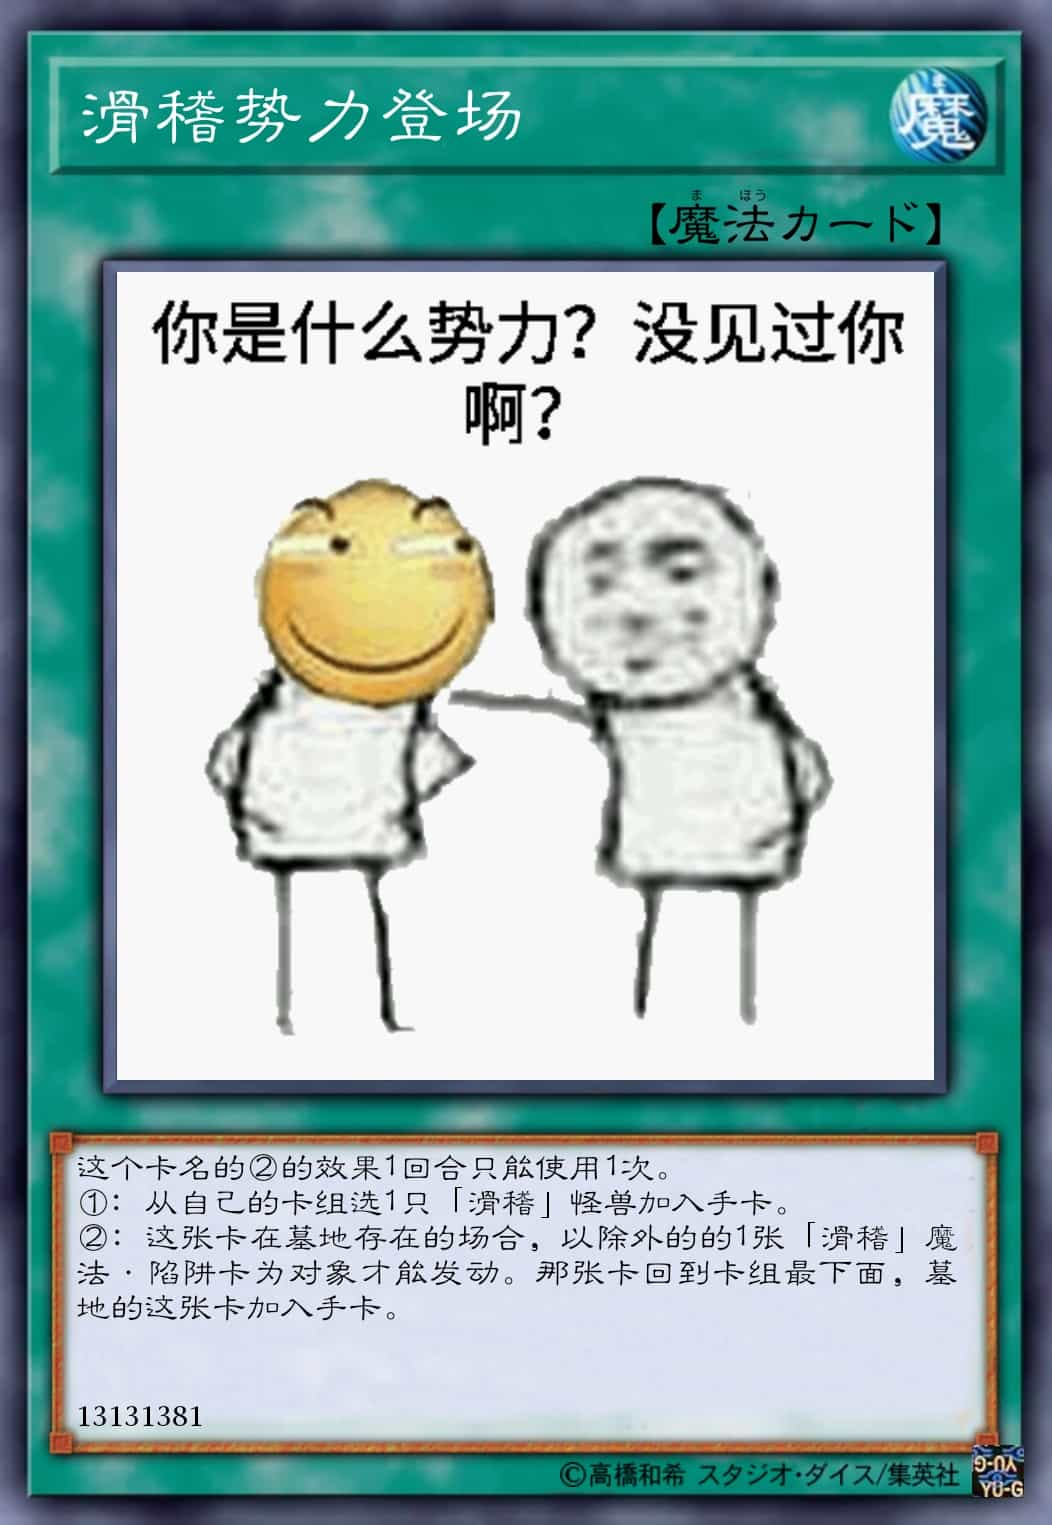 滑稽势力登场
魔
ま ほう
【魔法カード】
你是什么势力？没见过你
啊？
这个卡名的②的效果1回合只能使用1次。
①：从自己的卡组选1只「滑稽」怪兽加入手卡。
②：这张卡在墓地存在的场合，以除外的的1张「滑稽」魔
法·陷阱卡为对象才能发动。那张卡回到卡组最下面，墓
地的这张卡加入手卡。
13131381
©高橋和希 スタジオ・ダイス/集英社
YU-G
YU-G